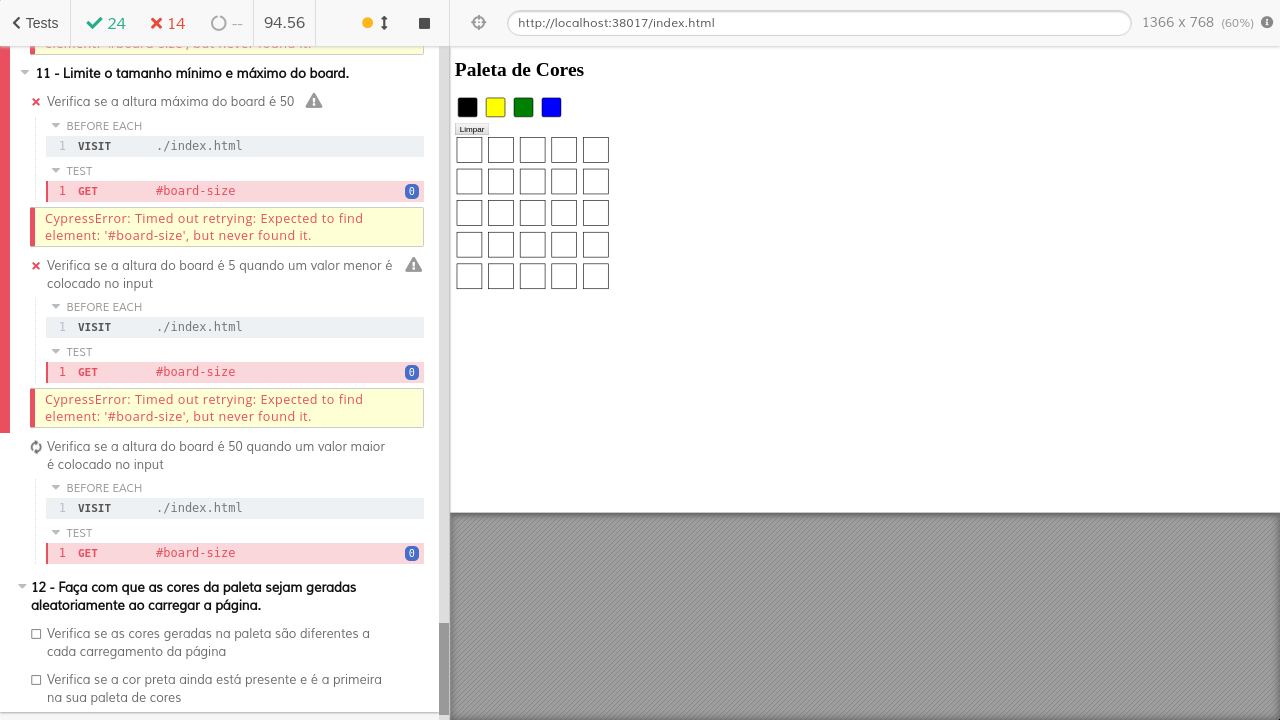 Tests 24 14 -- 94.56 http://localhost:38017/index.html 1366 x 768 (60%)
element: '#board-size', but never found it.
11 - Limite o tamanho mínimo e máximo do board.
Verifica se a altura máxima do board é 50
BEFORE EACH
1 VISIT ./index.html
TEST
1 GET #board-size 0
CypressError: Timed out retrying: Expected to find
element: '#board-size', but never found it.
Verifica se a altura do board é 5 quando um valor menor é
colocado no input
BEFORE EACH
1 VISIT ./index.html
TEST
1 GET #board-size 0
CypressError: Timed out retrying: Expected to find
element: '#board-size', but never found it.
Verifica se a altura do board é 50 quando um valor maior
é colocado no input
BEFORE EACH
1 VISIT ./index.html
TEST
1 GET #board-size 0
12 - Faça com que as cores da paleta sejam geradas
aleatoriamente ao carregar a página.
Verifica se as cores geradas na paleta são diferentes a
cada carregamento da página
Verifica se a cor preta ainda está presente e é a primeira
na sua paleta de cores
Paleta de Cores
Limpar